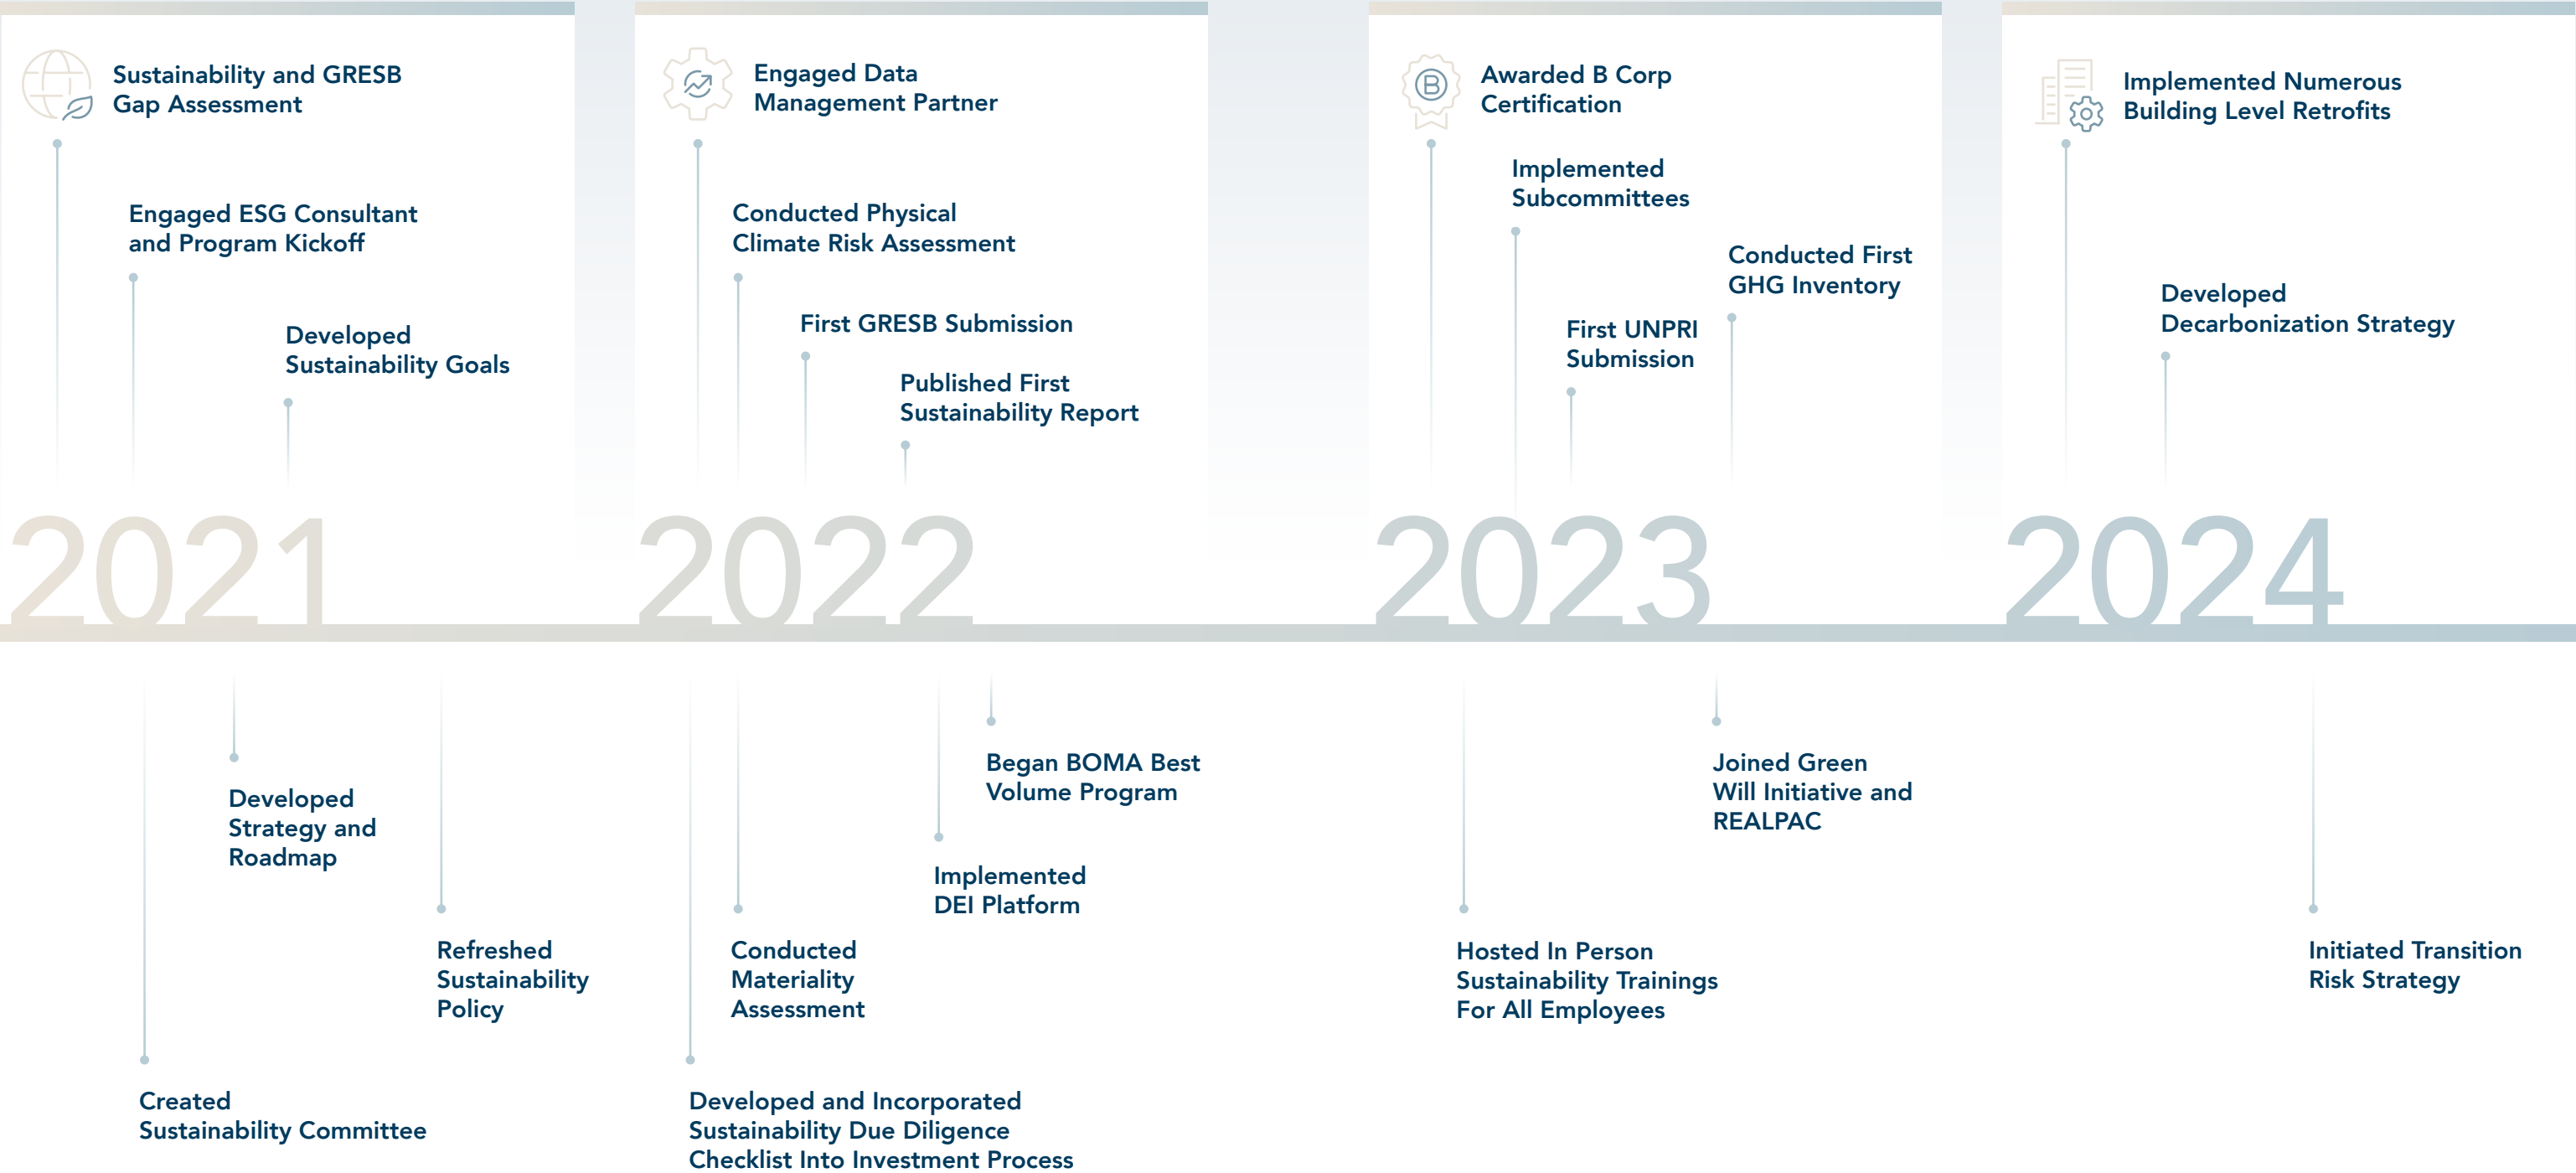 Sustainability and GRESB
Gap Assessment
Engaged ESG Consultant
and Program Kickoff
Developed
Sustainability Goals
2021
Developed
Strategy and
Roadmap
Refreshed
Sustainability
Policy
Created
Sustainability Committee
Engaged Data
Management Partner
Conducted Physical
Climate Risk Assessment
First GRESB Submission
Published First
Sustainability Report
2022
Began BOMA Best
Volume Program
Implemented
DEI Platform
Conducted
Materiality
Assessment
Developed and Incorporated
Sustainability Due Diligence
Checklist Into Investment Process
B
Awarded B Corp
Certification
Implemented
Subcommittees
Conducted First
GHG Inventory
First UNPRI
Submission
2023
Joined Green
Will Initiative and
REALPAC
Hosted In Person
Sustainability Trainings
For All Employees
Implemented Numerous
Building Level Retrofits
Developed
Decarbonization Strategy
2024
Initiated Transition
Risk Strategy